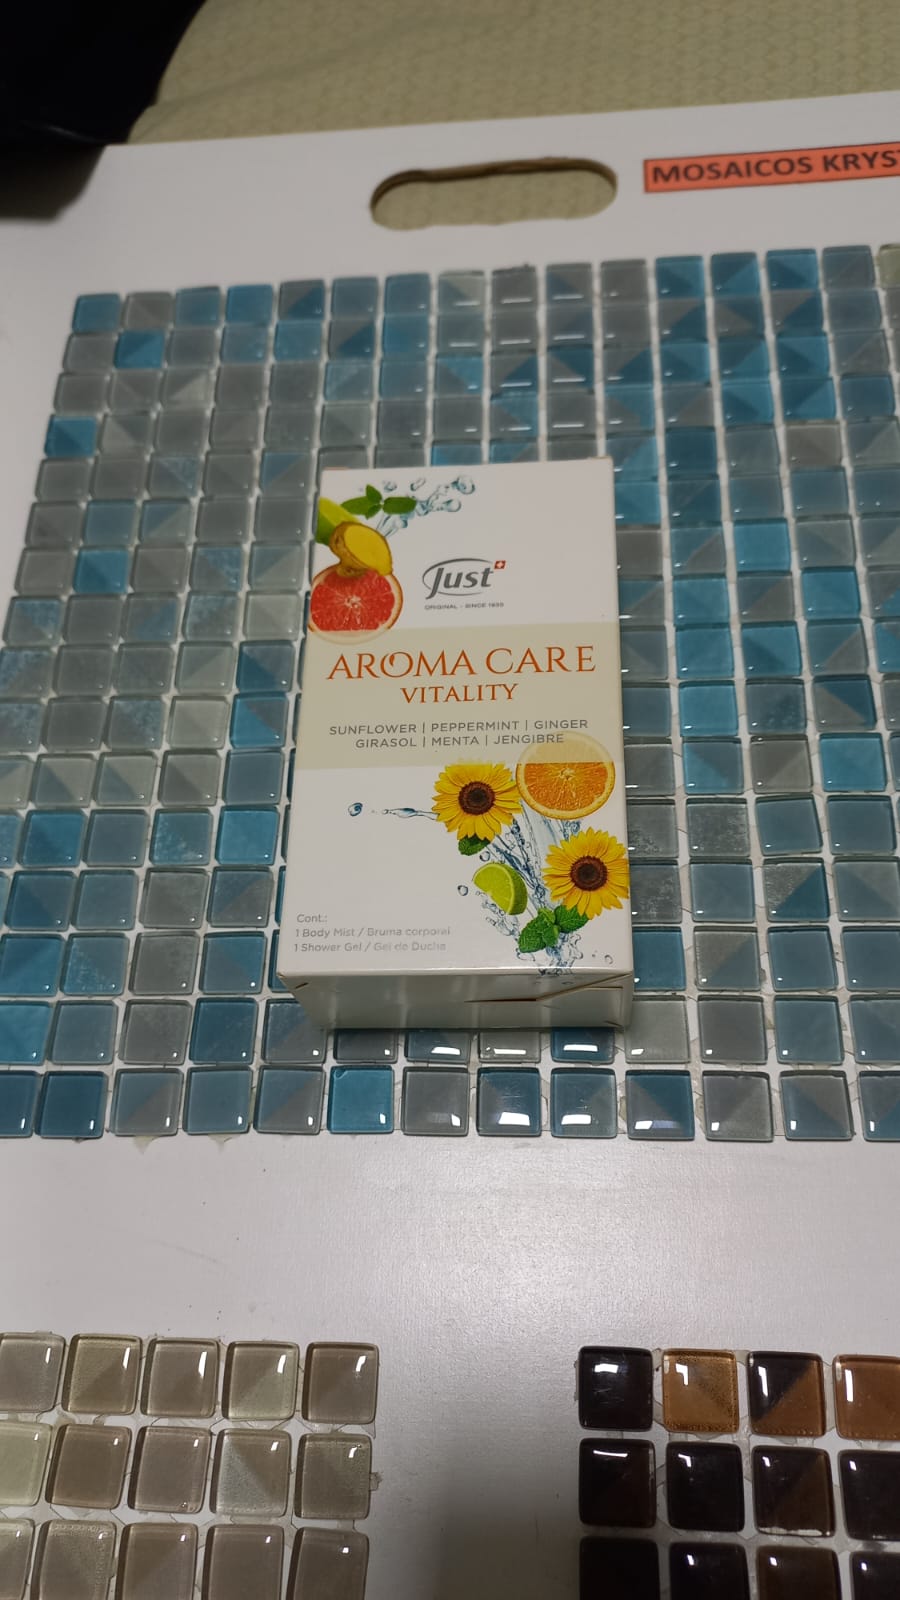 MOSAICOS KRYST
Just
ORIGINAL - SINCE 1930
AROMA CARE
VITALITY
SUNFLOWER | PEPPERMINT | GINGER
GIRASOL | MENTA | JENGIBRE
Cont.:
1 Body Mist / Bruma corporal
1 Shower Gel / Gel de Ducha